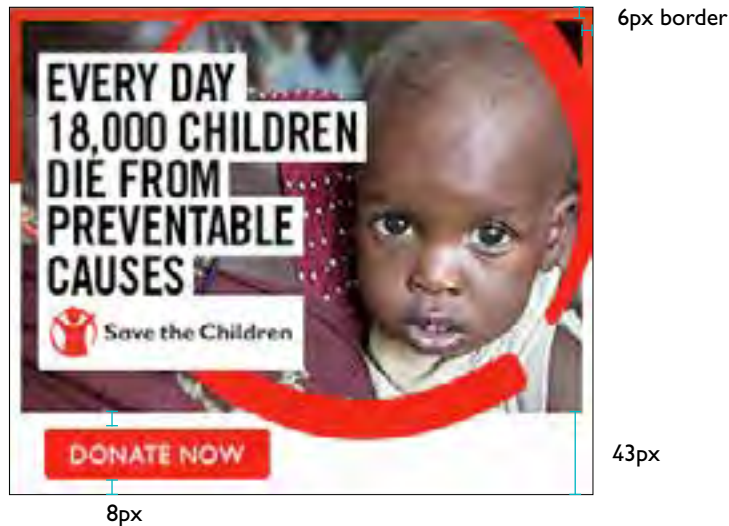 6px border
EVERY DAY
18,000 CHILDREN
DIE FROM
PREVENTABLE
CAUSES
Save the Children
DONATE NOW
43px
8px